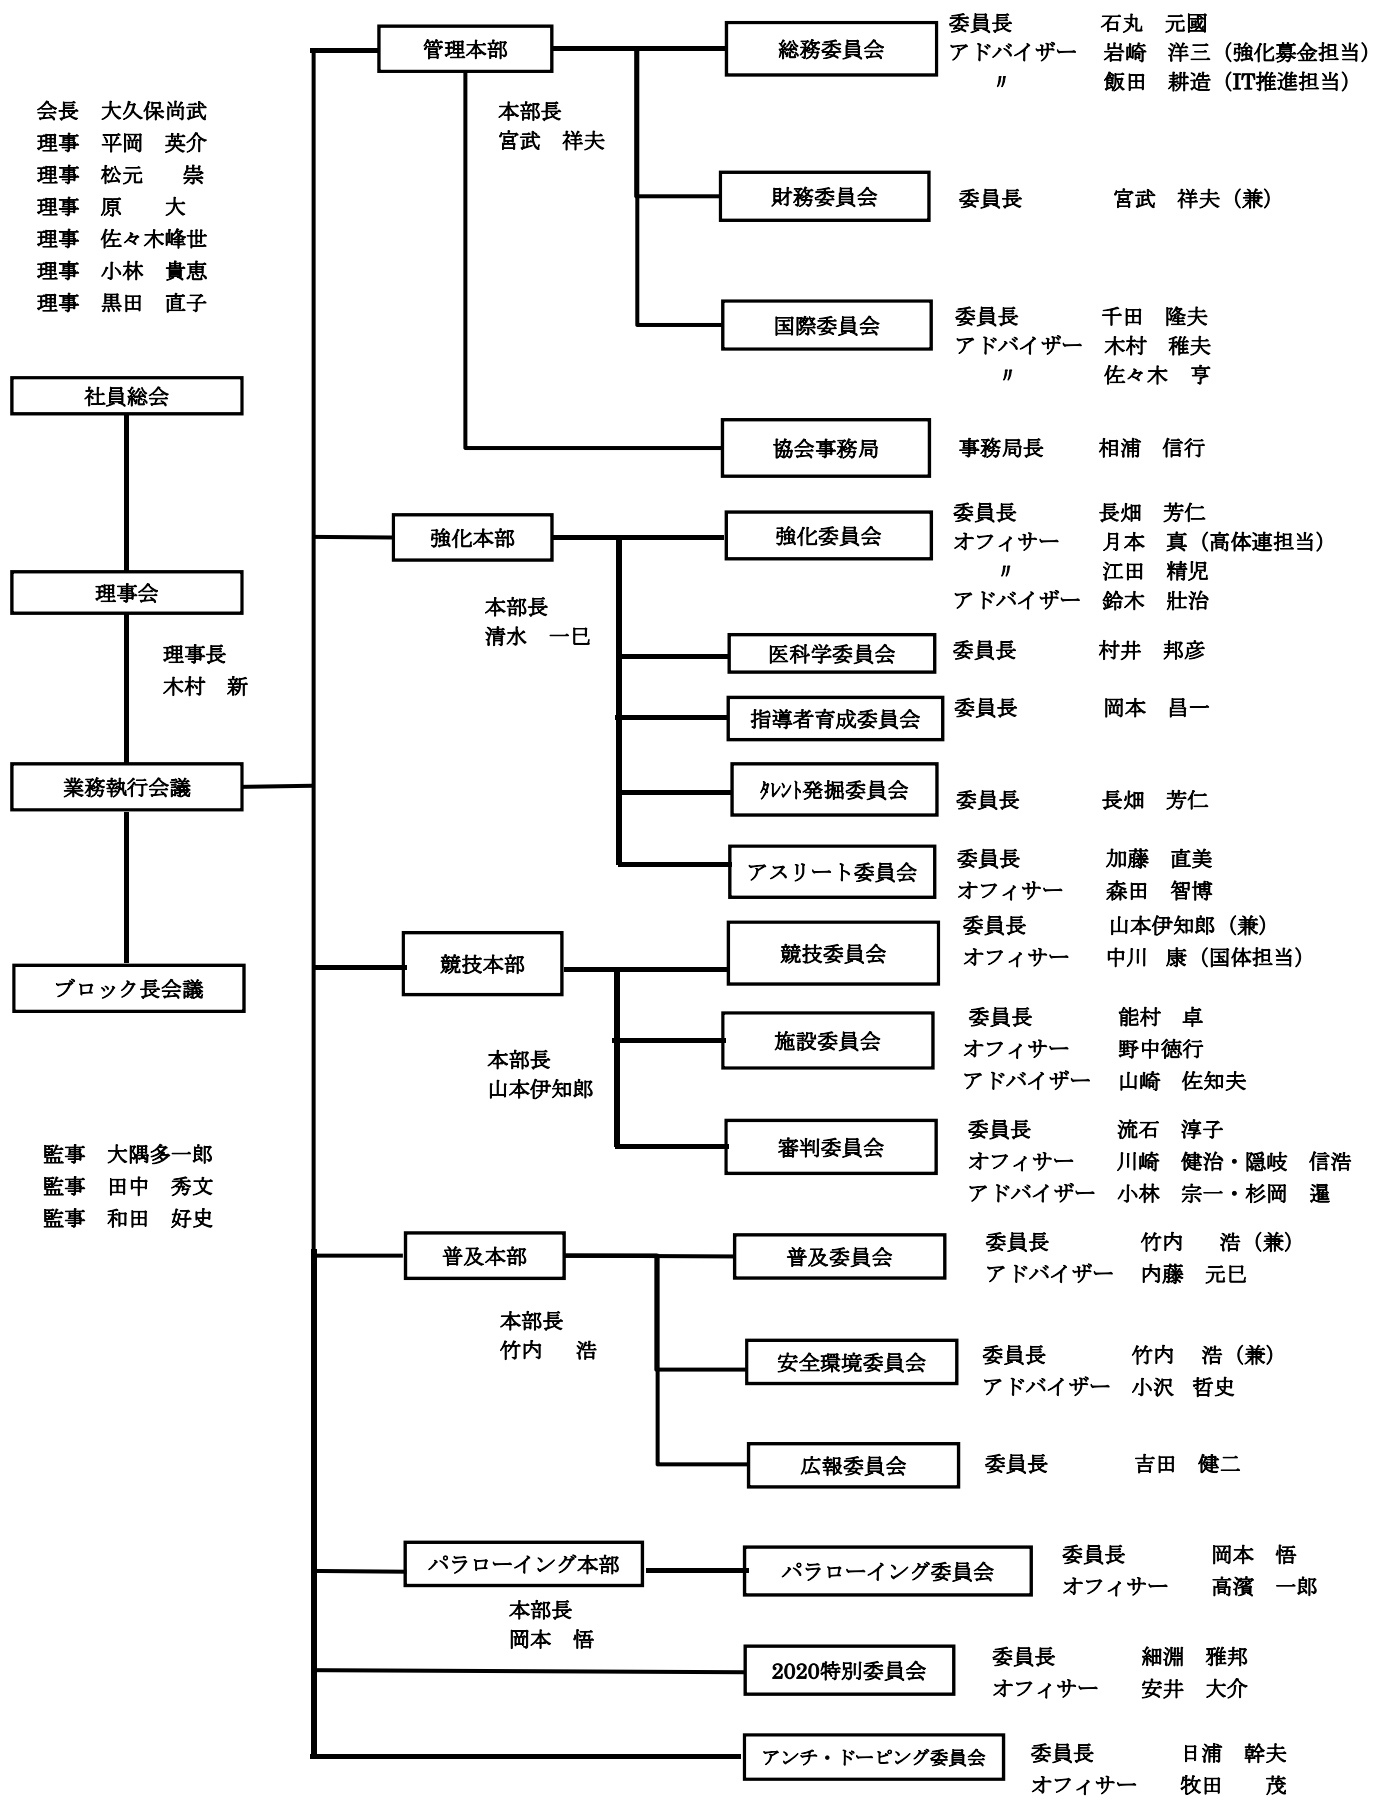 会長 大久保尚武
理事 平岡 英介
理事 松元 崇
理事 原 大
理事 佐々木峰世
理事 小林 貴恵
理事 黒田 直子
社員総会
理事会
理事長
木村 新
業務執行会議
ブロック長会議
監事 大隅多一郎
監事 田中 秀文
監事 和田 好史
管理本部
本部長
宮武 祥夫
総務委員会
委員長 石丸 元國
アドバイザー 岩崎 洋三（強化募金担当）
〃 飯田 耕造（IT推進担当）
財務委員会
委員長 宮武 祥夫（兼）
国際委員会
委員長 千田 隆夫
アドバイザー 木村 稚夫
〃 佐々木 亨
協会事務局
事務局長 相浦 信行
強化本部
本部長
清水 一巳
強化委員会
委員長 長畑 芳仁
オフィサー 月本 真（高体連担当）
〃 江田 精児
アドバイザー 鈴木 壯治
医科学委員会
委員長 村井 邦彦
指導者育成委員会
委員長 岡本 昌一
ﾀﾚﾝﾄ発掘委員会
委員長 長畑 芳仁
アスリート委員会
委員長 加藤 直美
オフィサー 森田 智博
競技本部
本部長
山本伊知郎
競技委員会
委員長 山本伊知郎（兼）
オフィサー 中川 康（国体担当）
施設委員会
委員長 能村 卓
オフィサー 野中徳行
アドバイザー 山崎 佐知夫
審判委員会
委員長 流石 淳子
オフィサー 川崎 健治・隠岐 信浩
アドバイザー 小林 宗一・杉岡 暹
普及本部
本部長
竹内 浩
普及委員会
委員長 竹内 浩（兼）
アドバイザー 内藤 元巳
安全環境委員会
委員長 竹内 浩（兼）
アドバイザー 小沢 哲史
広報委員会
委員長 吉田 健二
パラローイング本部
本部長
岡本 悟
パラローイング委員会
委員長 岡本 悟
オフィサー 高濱 一郎
2020特別委員会
委員長 細淵 雅邦
オフィサー 安井 大介
アンチ・ドーピング委員会
委員長 日浦 幹夫
オフィサー 牧田 茂